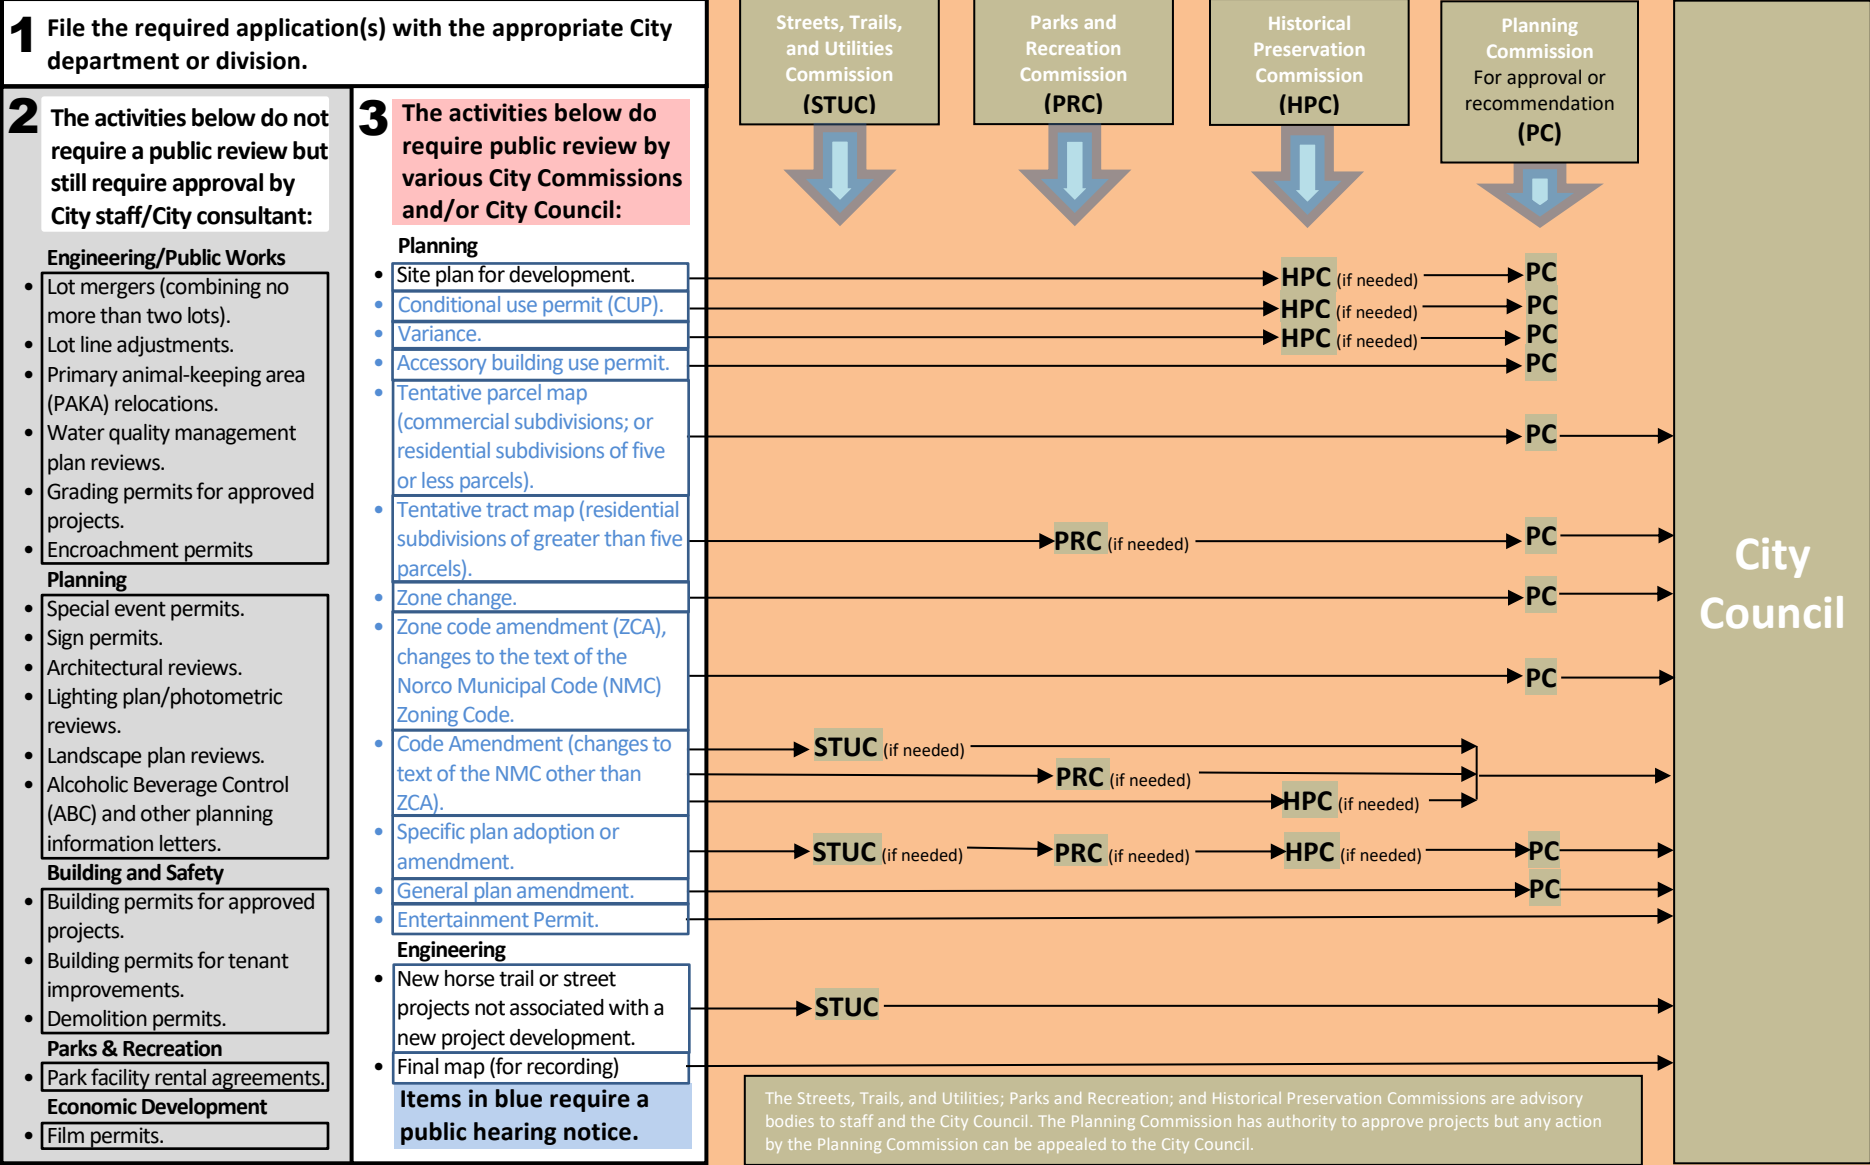 1 File the required application(s) with the appropriate City
department or division.
2 The activities below do not
require a public review but
still require approval by
City staff/City consultant:
Engineering/Public Works
• Lot mergers (combining no
more than two lots).
• Lot line adjustments.
• Primary animal-keeping area
(PAKA) relocations.
• Water quality management
plan reviews.
• Grading permits for approved
projects.
• Encroachment permits
Planning
• Special event permits.
• Sign permits.
• Architectural reviews.
• Lighting plan/photometric
reviews.
• Landscape plan reviews.
• Alcoholic Beverage Control
(ABC) and other planning
information letters.
Building and Safety
• Building permits for approved
projects.
• Building permits for tenant
improvements.
• Demolition permits.
Parks & Recreation
• Park facility rental agreements.
Economic Development
• Film permits.
3 The activities below do
require public review by
various City Commissions
and/or City Council:
Planning
• Site plan for development.
• Conditional use permit (CUP).
• Variance.
• Accessory building use permit.
• Tentative parcel map
(commercial subdivisions; or
residential subdivisions of five
or less parcels).
• Tentative tract map (residential
subdivisions of greater than five
parcels).
• Zone change.
• Zone code amendment (ZCA),
changes to the text of the
Norco Municipal Code (NMC)
Zoning Code.
• Code Amendment (changes to
text of the NMC other than
ZCA).
• Specific plan adoption or
amendment.
• General plan amendment.
• Entertainment Permit.
Engineering
• New horse trail or street
projects not associated with a
new project development.
• Final map (for recording)
Items in blue require a
public hearing notice.
Streets, Trails,
and Utilities
Commission
(STUC)
Parks and
Recreation
Commission
(PRC)
Historical
Preservation
Commission
(HPC)
Planning
Commission
For approval or
recommendation
(PC)
HPC (if needed) PC
HPC (if needed) PC
HPC (if needed) PC
PC
PC
PRC (if needed) PC
PC
PC
STUC (if needed)
PRC (if needed)
HPC (if needed)
STUC (if needed) PRC (if needed) HPC (if needed) PC
PC
STUC
City
Council
The Streets, Trails, and Utilities; Parks and Recreation; and Historical Preservation Commissions are advisory
bodies to staff and the City Council. The Planning Commission has authority to approve projects but any action
by the Planning Commission can be appealed to the City Council.